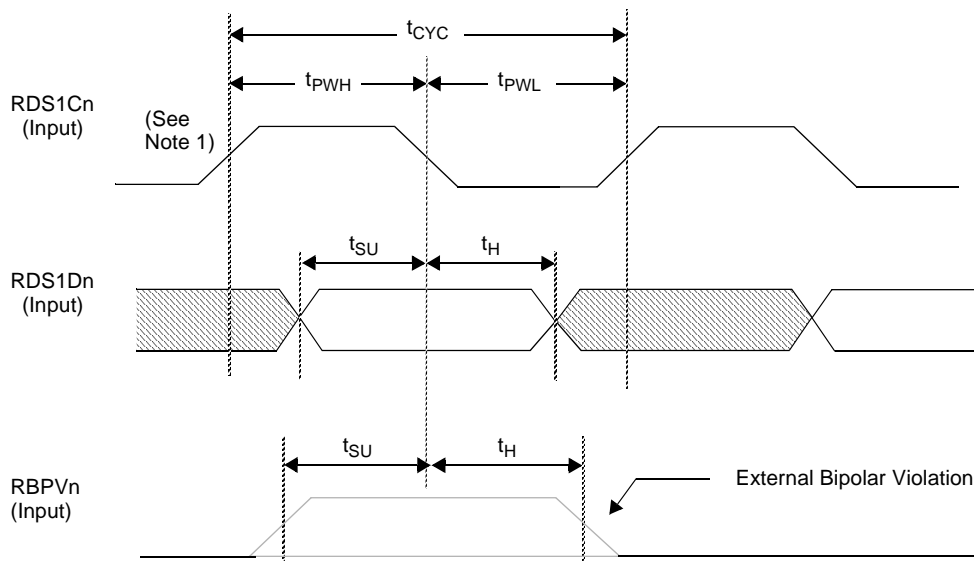 tCYC
tPWH
tPWL
RDS1Cn
(Input)
(See
Note 1)
tSU
tH
RDS1Dn
(Input)
tSU
tH
RBPVn
(Input)
External Bipolar Violation